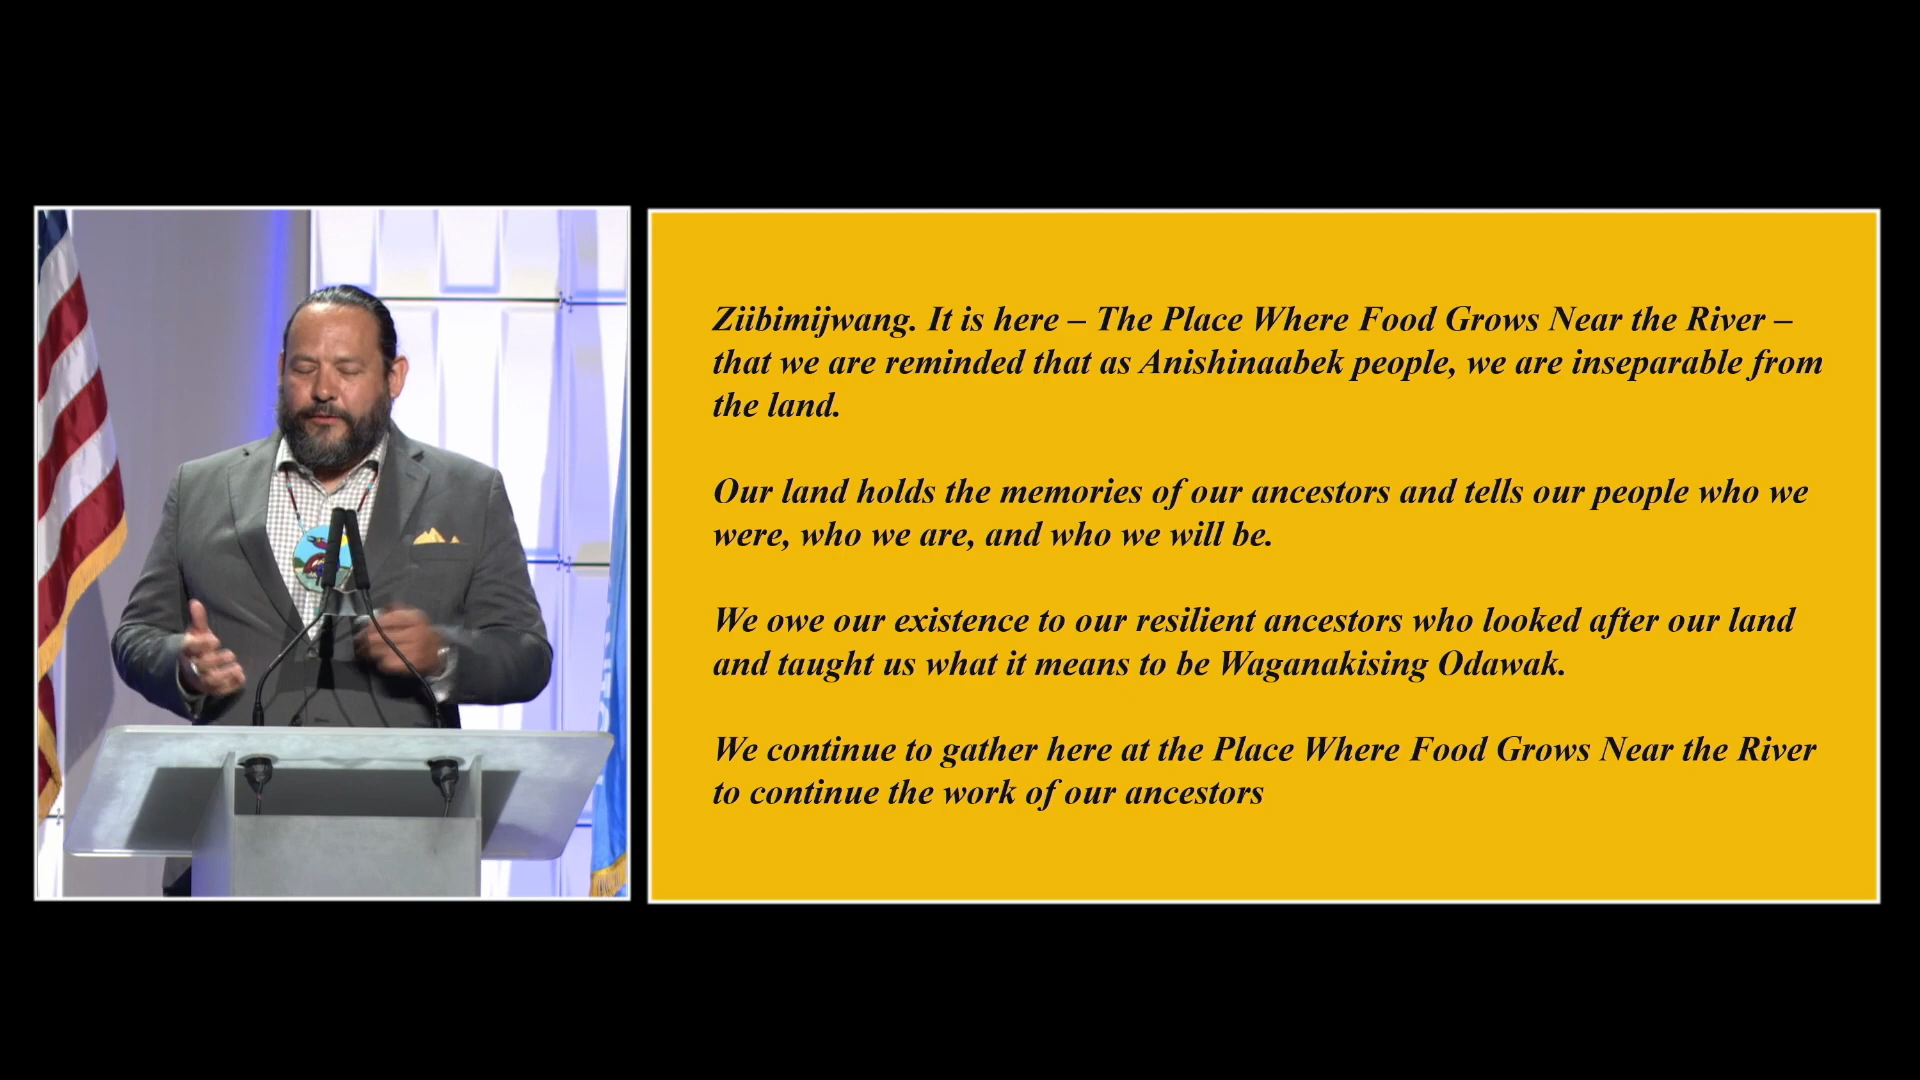 Ziibimijwang. It is here – The Place Where Food Grows Near the River –
that we are reminded that as Anishinaabek people, we are inseparable from
the land.
Our land holds the memories of our ancestors and tells our people who we
were, who we are, and who we will be.
We owe our existence to our resilient ancestors who looked after our land
and taught us what it means to be Waganakising Odawak.
We continue to gather here at the Place Where Food Grows Near the River
to continue the work of our ancestors